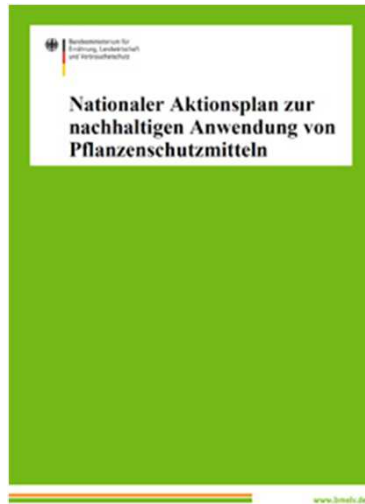 Bundesministerium für
Ernährung, Landwirtschaft
und Verbraucherschutz
Nationaler Aktionsplan zur
nachhaltigen Anwendung von
Pflanzenschutzmitteln
www.bmelv.de